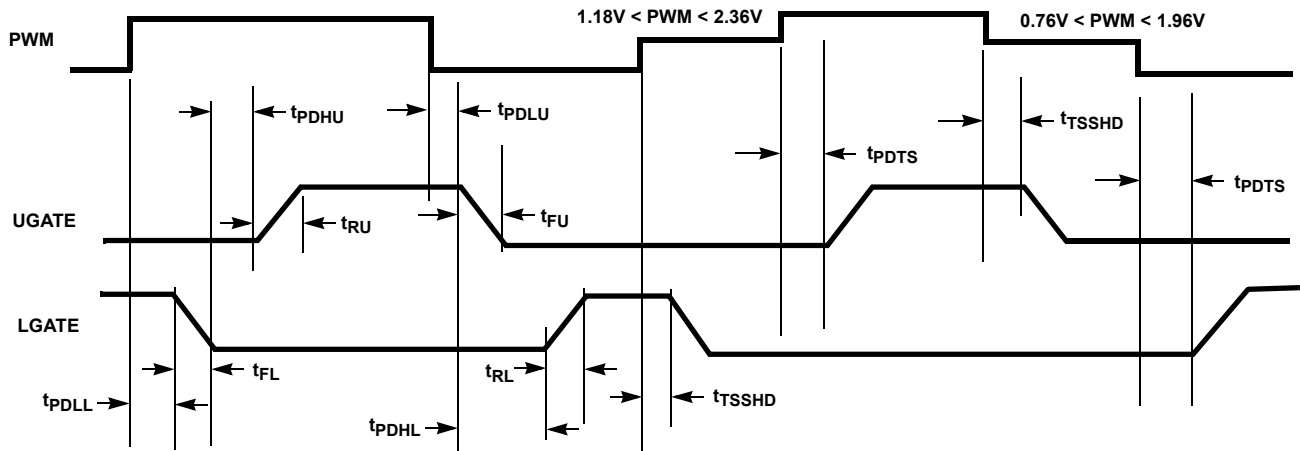 1.18V < PWM < 2.36V
0.76V < PWM < 1.96V
PWM
tPDHU
tPDLU
tTSSHD
tPDTS
tPDTS
UGATE
tRU
tFU
LGATE
tFL
tRL
tPDLL
tTSSHD
tPDHL